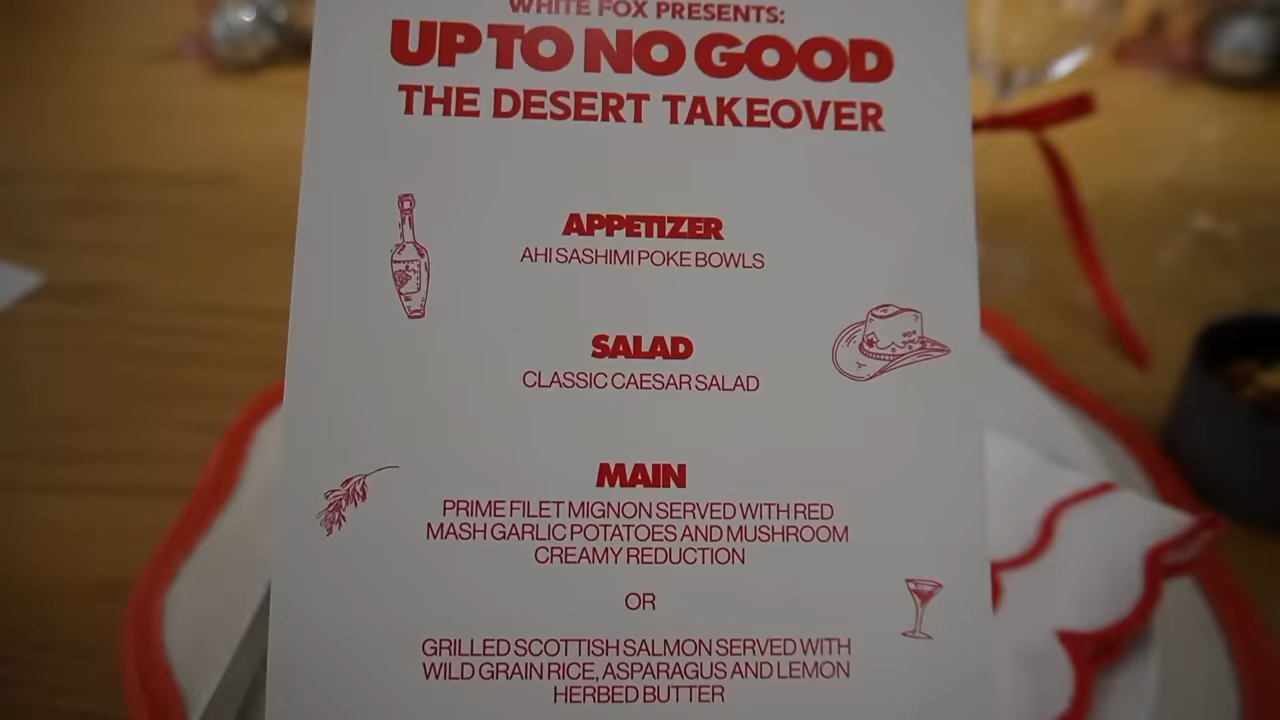 WHITE FOX PRESENTS:
UP TO NO GOOD
THE DESERT TAKEOVER
APPETIZER
AHI SASHIMI POKE BOWLS
SALAD
CLASSIC CAESAR SALAD
MAIN
PRIME FILET MIGNON SERVED WITH RED
MASH GARLIC POTATOES AND MUSHROOM
CREAMY REDUCTION
OR
GRILLED SCOTTISH SALMON SERVED WITH
WILD GRAIN RICE, ASPARAGUS AND LEMON
HERBED BUTTER